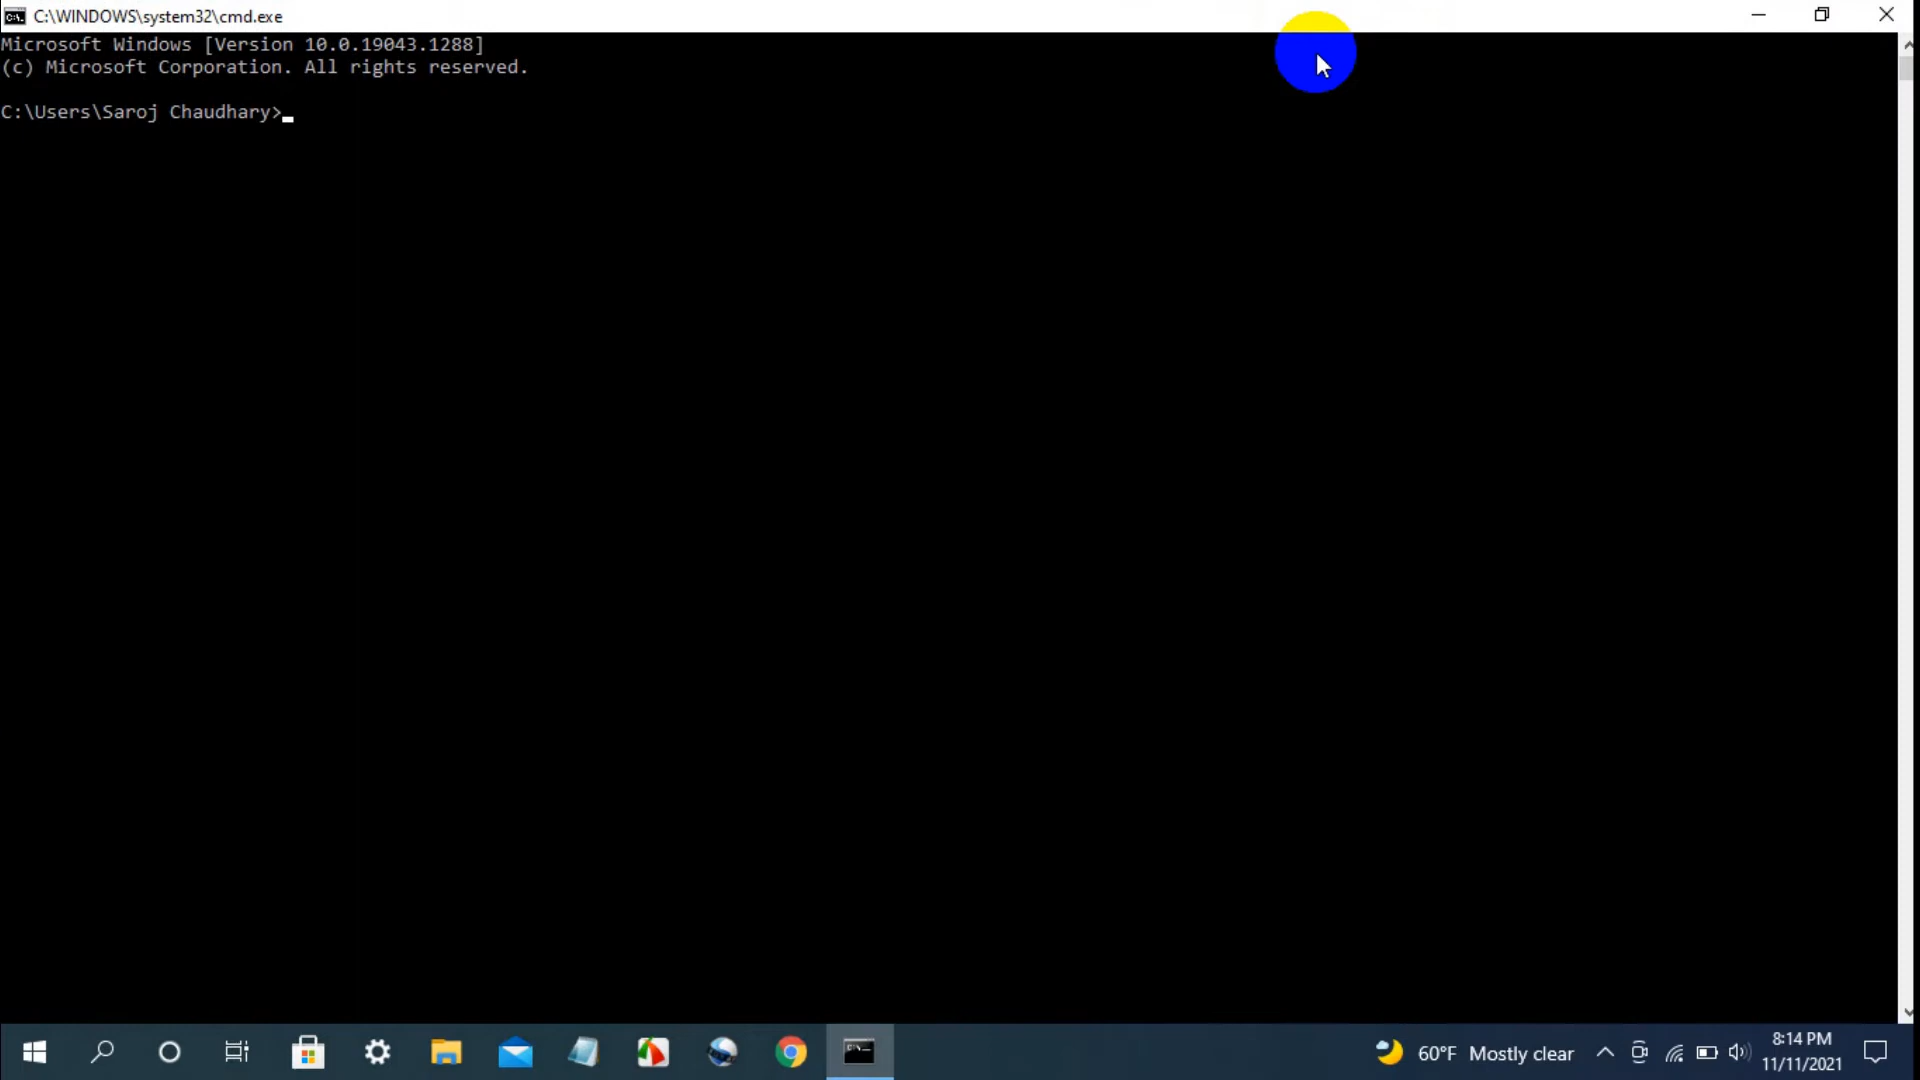 C:\WINDOWS\system32\cmd.exe
Microsoft Windows [Version 10.0.19043.1288]
(c) Microsoft Corporation. All rights reserved.
C:\Users\Saroj Chaudhary>
60°F Mostly clear
8:14 PM
11/11/2021